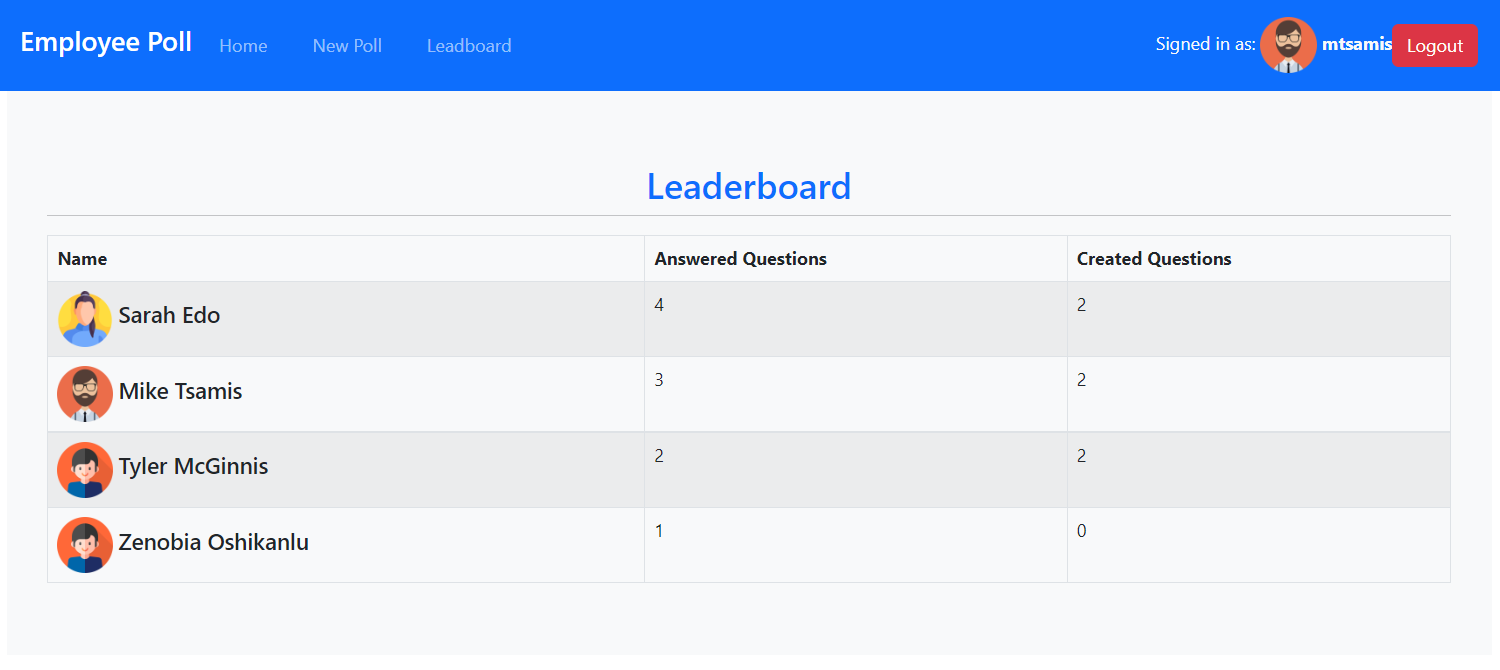 Employee Poll Home New Poll Leadboard Signed in as: mtsamis Logout
Leaderboard
Name Answered Questions Created Questions
Sarah Edo 4 2
Mike Tsamis 3 2
Tyler McGinnis 2 2
Zenobia Oshikanlu 1 0